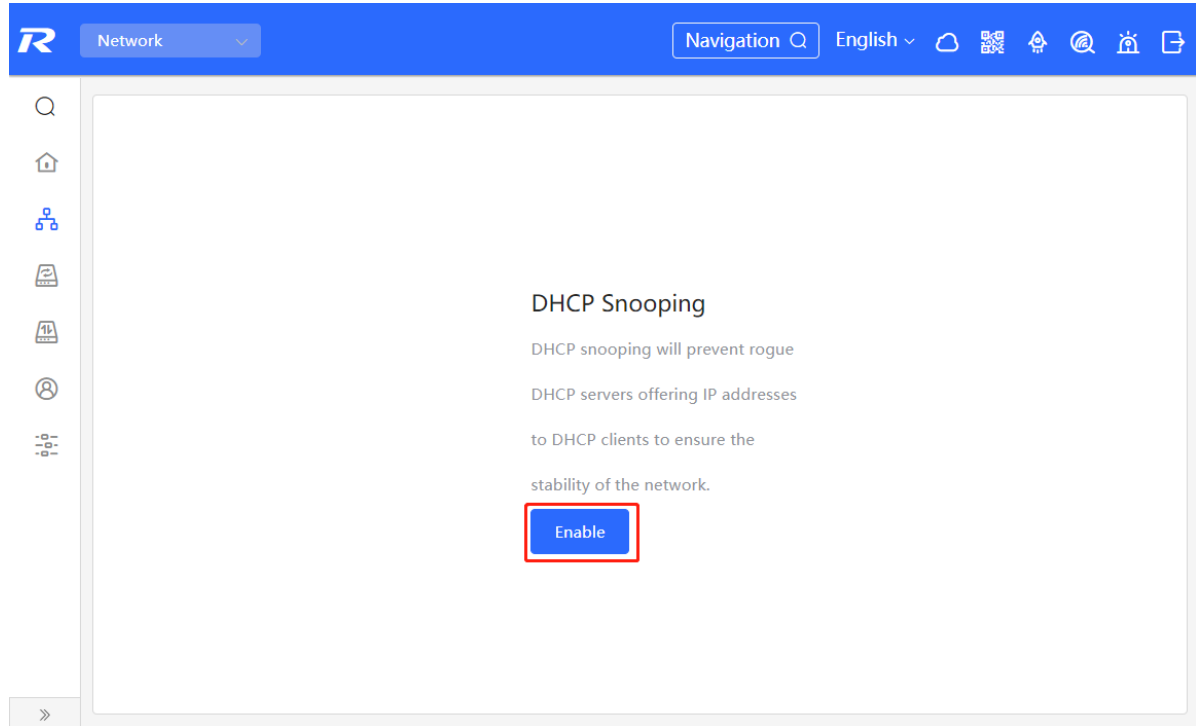 Network
Navigation
English
DHCP Snooping
DHCP snooping will prevent rogue
DHCP servers offering IP addresses
to DHCP clients to ensure the
stability of the network.
Enable